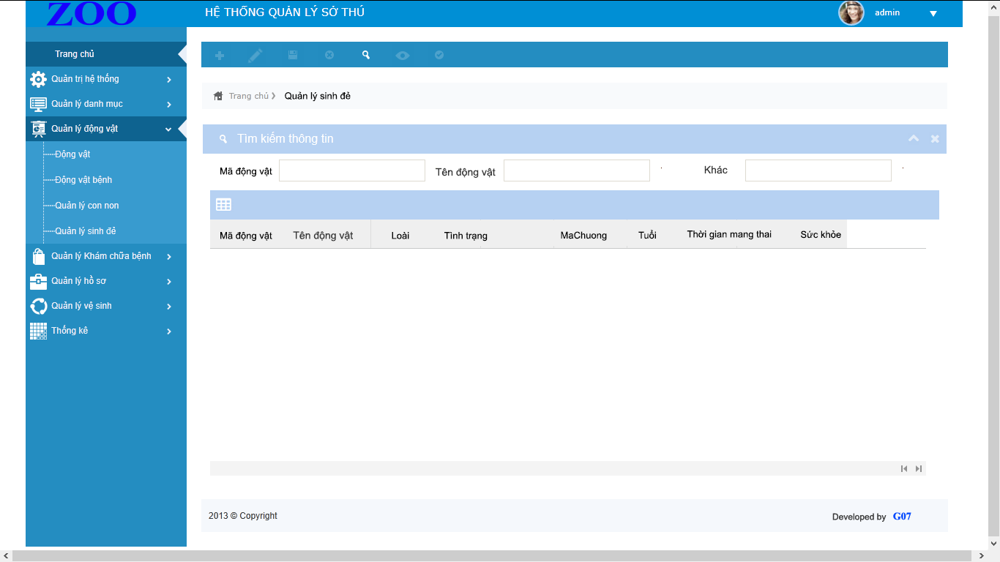 ZOO
HỆ THỐNG QUẢN LÝ SỞ THÚ
admin
Trang chủ
Quản trị hệ thống
Quản lý danh mục
Quản lý động vật
Động vật
Động vật bệnh
Quản lý con non
Quản lý sinh đẻ
Quản lý Khám chữa bệnh
Quản lý hồ sơ
Quản lý vệ sinh
Thống kê
Trang chủ Quản lý sinh đẻ
Tìm kiếm thông tin
Mã động vật Tên động vật Khác
Mã động vật Tên động vật Loài Tình trạng MaChuong Tuổi Thời gian mang thai Sức khỏe
2013 © Copyright
Developed by G07